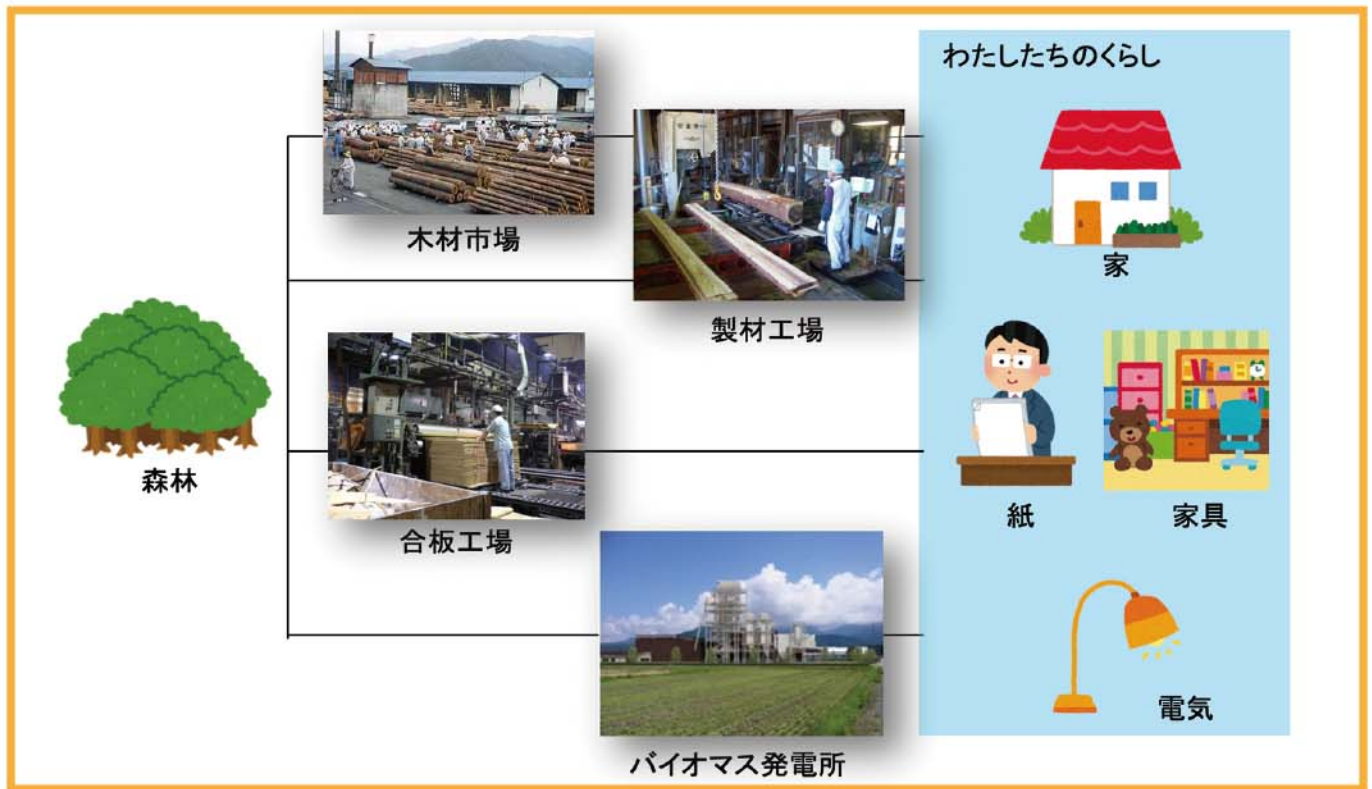 わたしたちのくらし
木材市場
家
製材工場
森林
合板工場
紙
家具
バイオマス発電所
電気